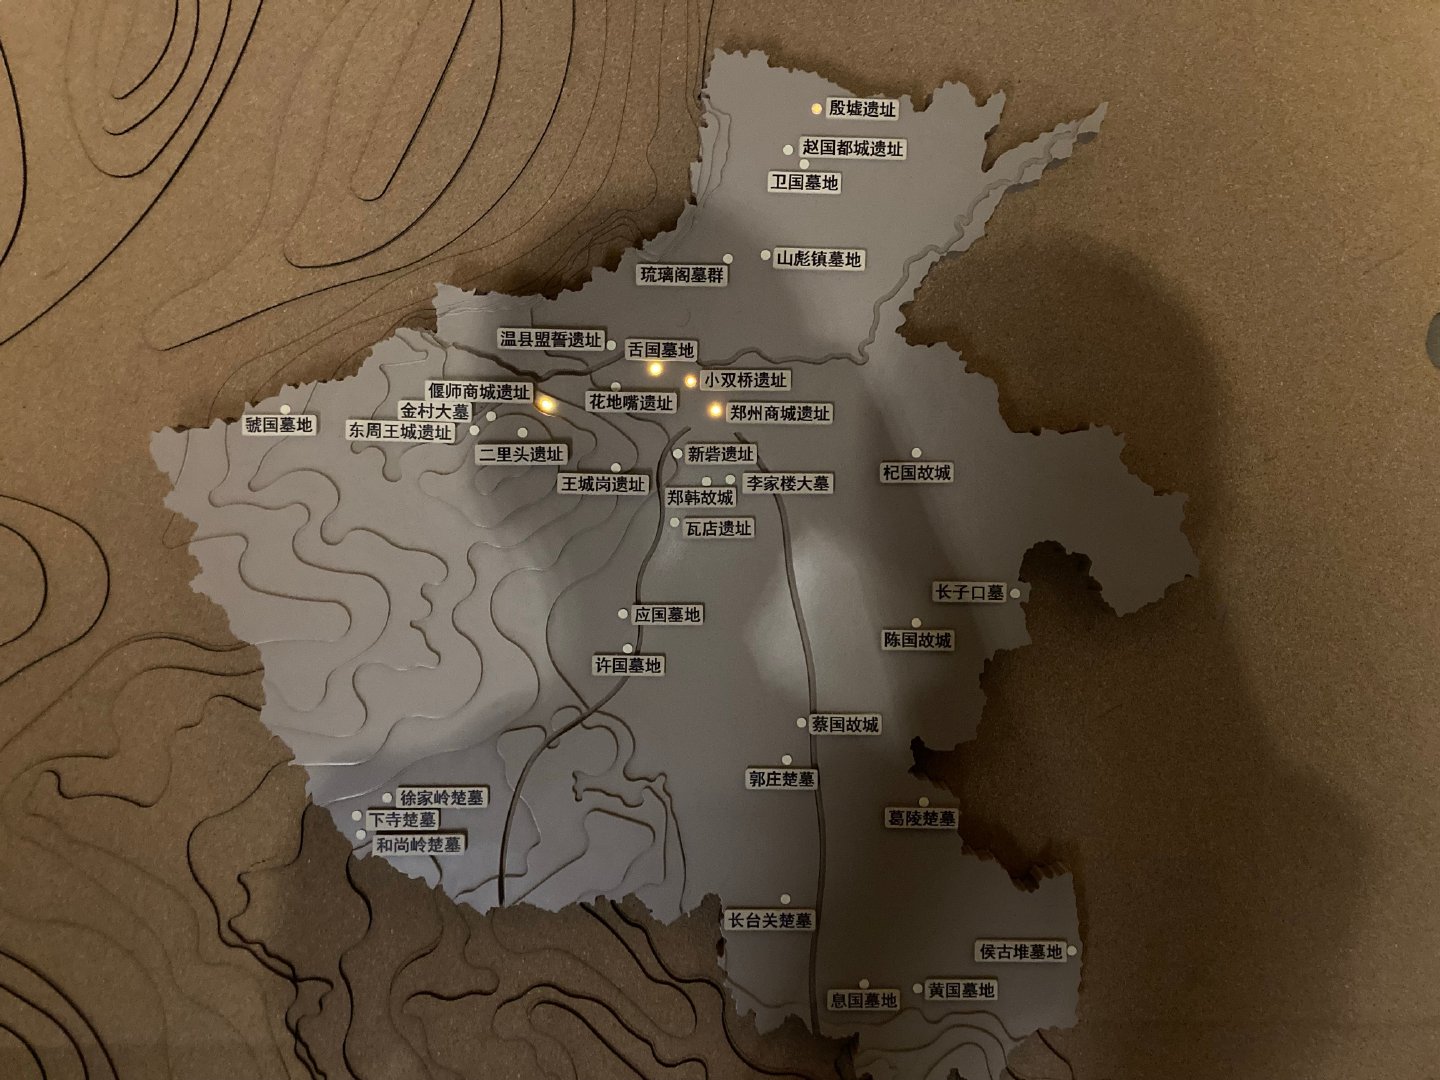 殷墟遗址
赵国都城遗址
卫国墓地
山彪镇墓地
琉璃阁墓群
温县盟誓遗址
舌国墓地
小双桥遗址
偃师商城遗址
花地嘴遗址
郑州商城遗址
金村大墓
虢国墓地
东周王城遗址
二里头遗址
新砦遗址
杞国故城
王城岗遗址
李家楼大墓
郑韩故城
瓦店遗址
长子口墓
应国墓地
陈国故城
许国墓地
蔡国故城
郭庄楚墓
徐家岭楚墓
下寺楚墓
葛陵楚墓
和尚岭楚墓
长台关楚墓
侯古堆墓地
黄国墓地
息国墓地